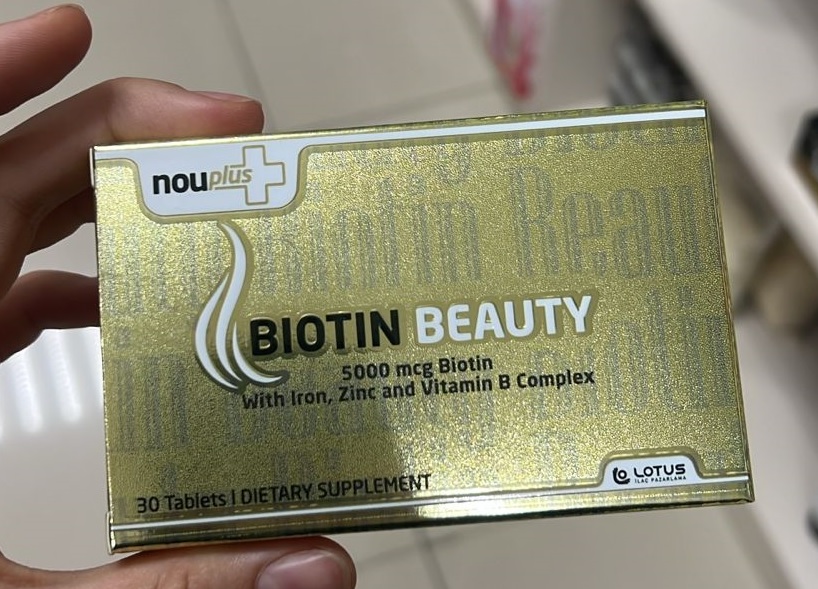 nouplus
BIOTIN BEAUTY
5000 mcg Biotin
With Iron, Zinc and Vitamin B Complex
30 Tablets | DIETARY SUPPLEMENT
LOTUS
İLAÇ PAZARLAMA